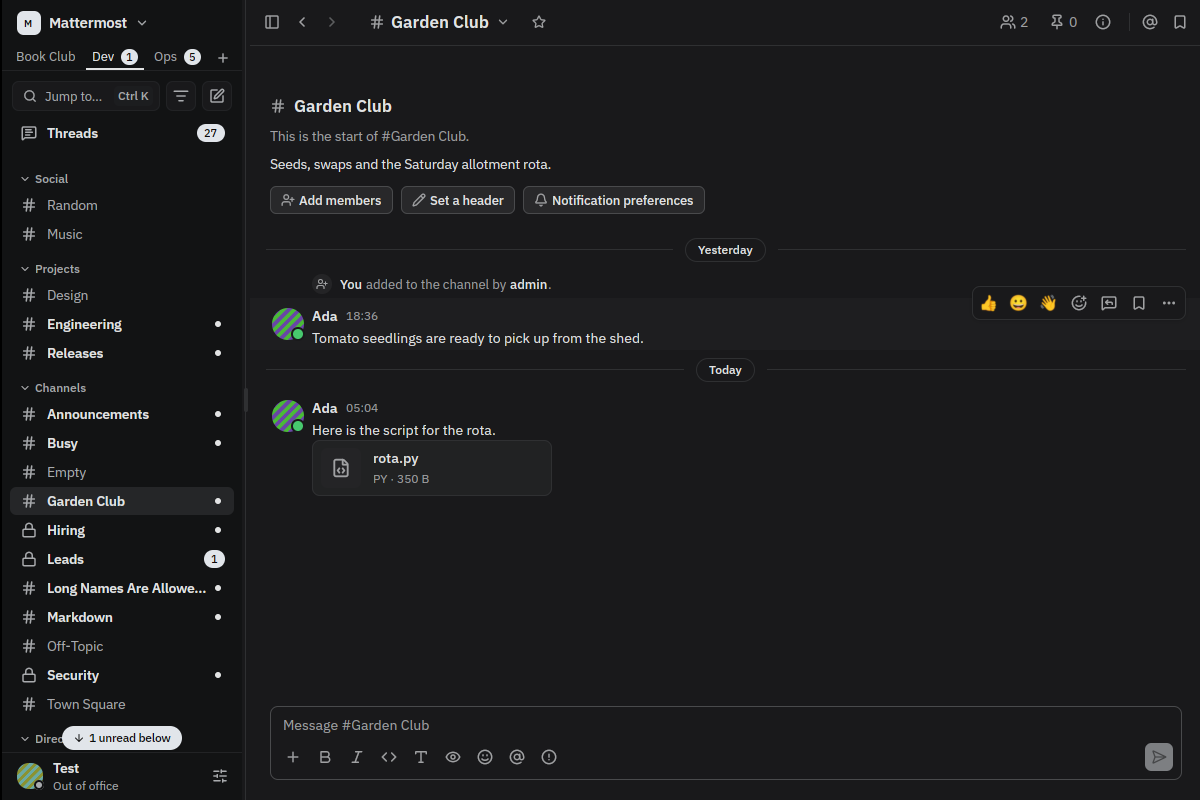 M Mattermost
Book Club Dev 1 Ops 5
Jump to... Ctrl K
Threads 27
Social
Random
Music
Projects
Design
Engineering
Releases
Channels
Announcements
Busy
Empty
Garden Club
Hiring
Leads 1
Long Names Are Allowe...
Markdown
Off-Topic
Security
Town Square
Direc
1 unread below
Test
Out of office
# Garden Club
2
0
# Garden Club
This is the start of #Garden Club.
Seeds, swaps and the Saturday allotment rota.
Add members Set a header Notification preferences
Yesterday
You added to the channel by admin.
Ada 18:36
Tomato seedlings are ready to pick up from the shed.
Today
Ada 05:04
Here is the script for the rota.
rota.py
PY · 350 B
Message #Garden Club